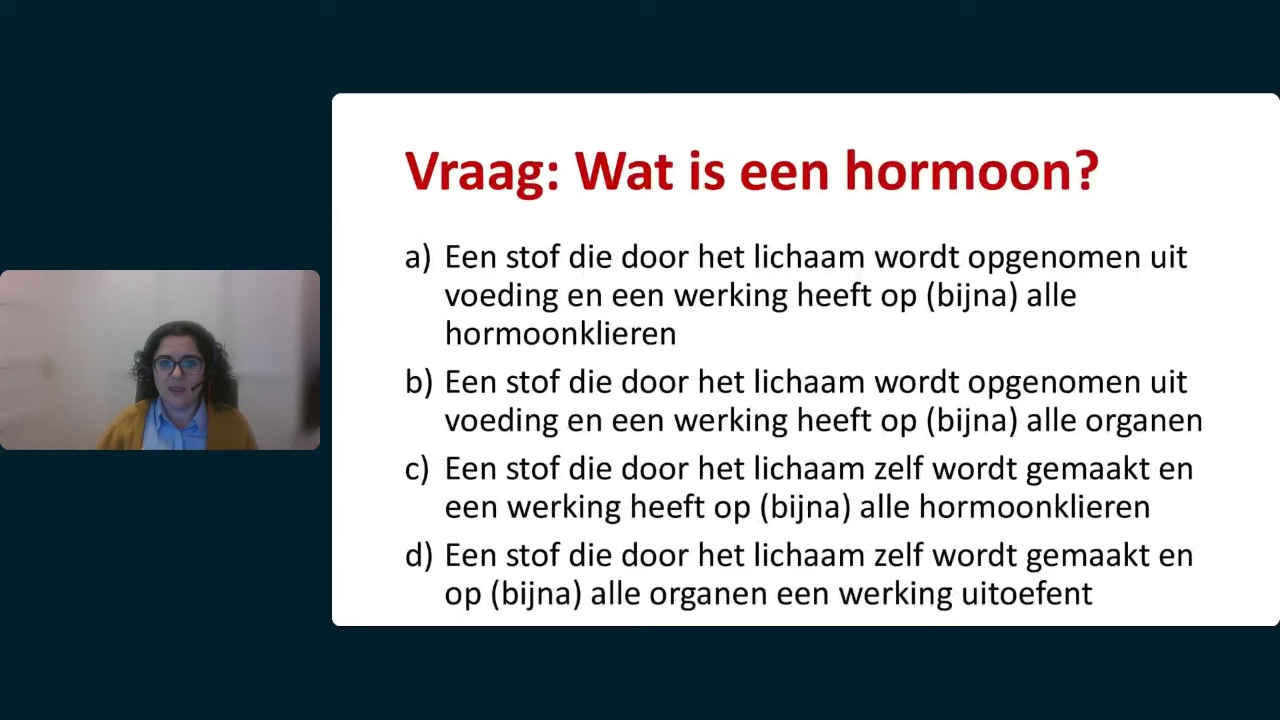 Vraag: Wat is een hormoon?
a) Een stof die door het lichaam wordt opgenomen uit
voeding en een werking heeft op (bijna) alle
hormoonklieren
b) Een stof die door het lichaam wordt opgenomen uit
voeding en een werking heeft op (bijna) alle organen
c) Een stof die door het lichaam zelf wordt gemaakt en
een werking heeft op (bijna) alle hormoonklieren
d) Een stof die door het lichaam zelf wordt gemaakt en
op (bijna) alle organen een werking uitoefent